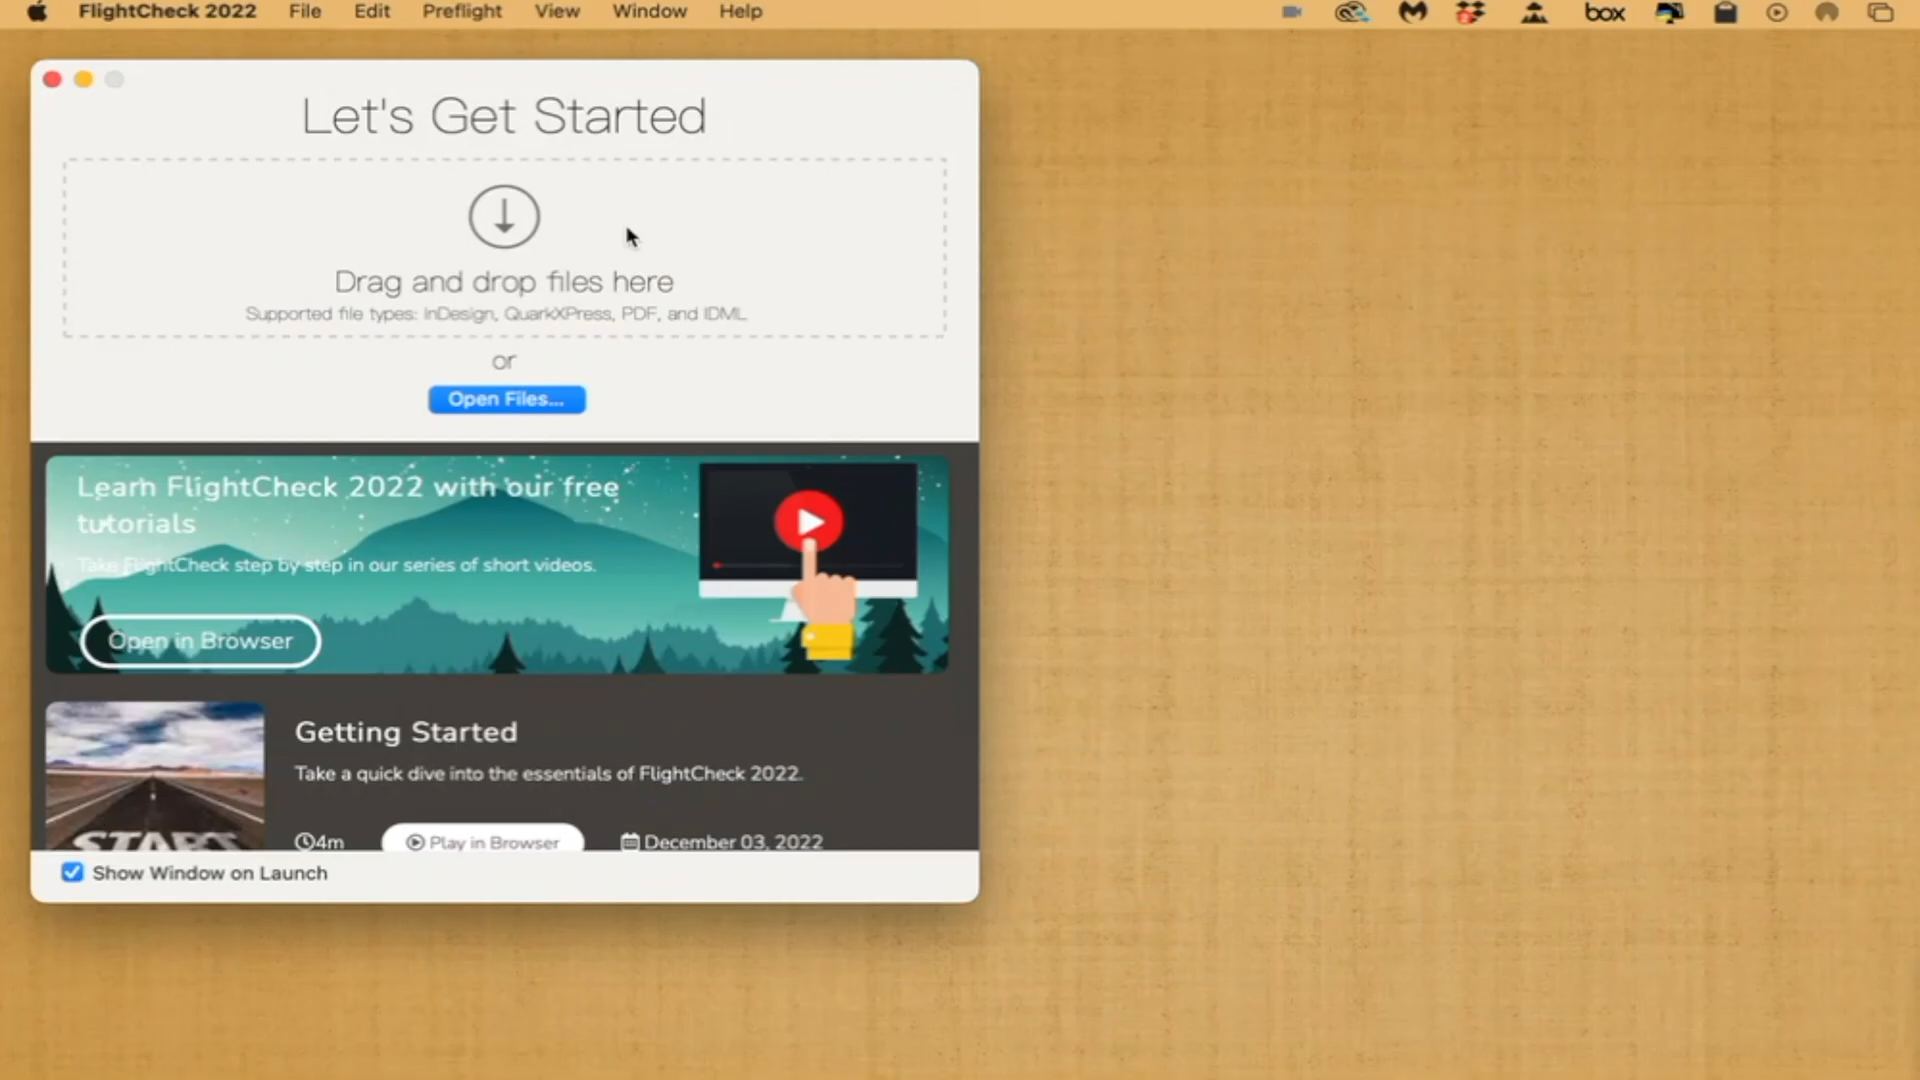 FlightCheck 2022 File Edit Preflight View Window Help box
Let's Get Started
Drag and drop files here
Supported file types: InDesign, QuarkXPress, PDF, and IDML
or
Open Files...
Learn FlightCheck 2022 with our free
tutorials
Take FlightCheck step by step in our series of short videos.
Open in Browser
START
Getting Started
Take a quick dive into the essentials of FlightCheck 2022.
4m Play in Browser December 03, 2022
Show Window on Launch